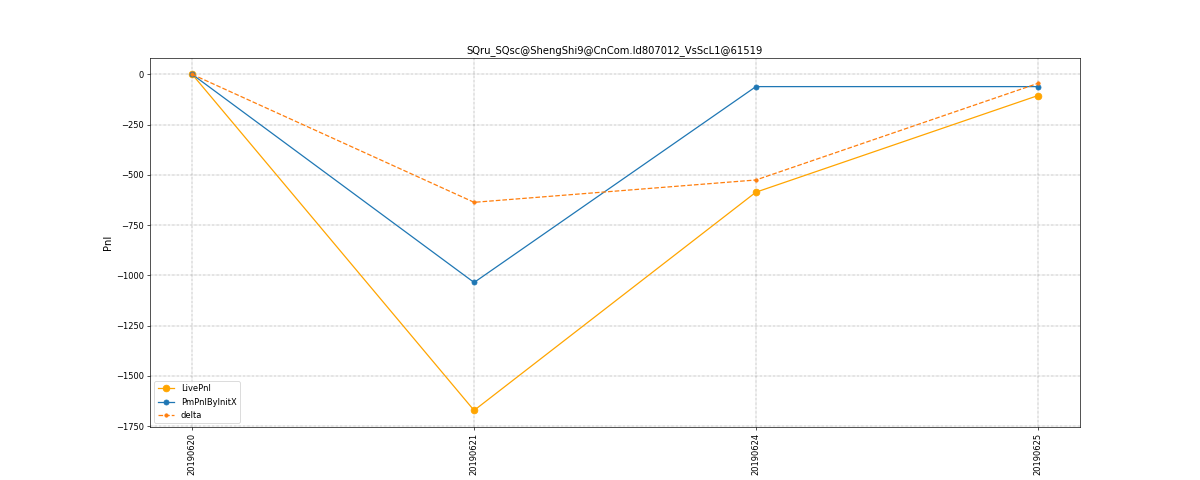 SQru_SQsc@ShengShi9@CnCom.Id807012_VsScL1@61519
0
−250
−500
−750
−1000
−1250
−1500
−1750
Pnl
LivePnl
PmPnlByInitX
delta
20190620
20190621
20190624
20190625